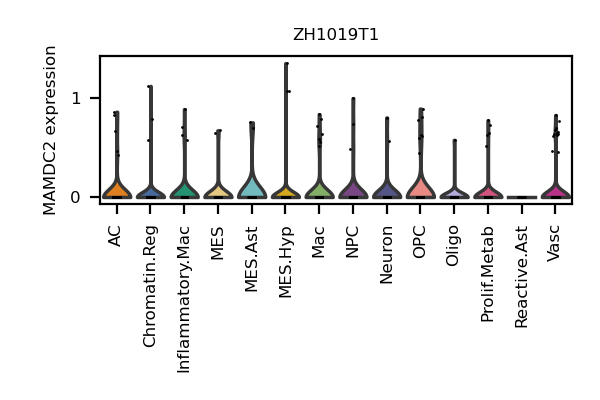 ZH1019T1
MAMDC2 expression
1
0
AC
Chromatin.Reg
Inflammatory.Mac
MES
MES.Ast
MES.Hyp
Mac
NPC
Neuron
OPC
Oligo
Prolif.Metab
Reactive.Ast
Vasc